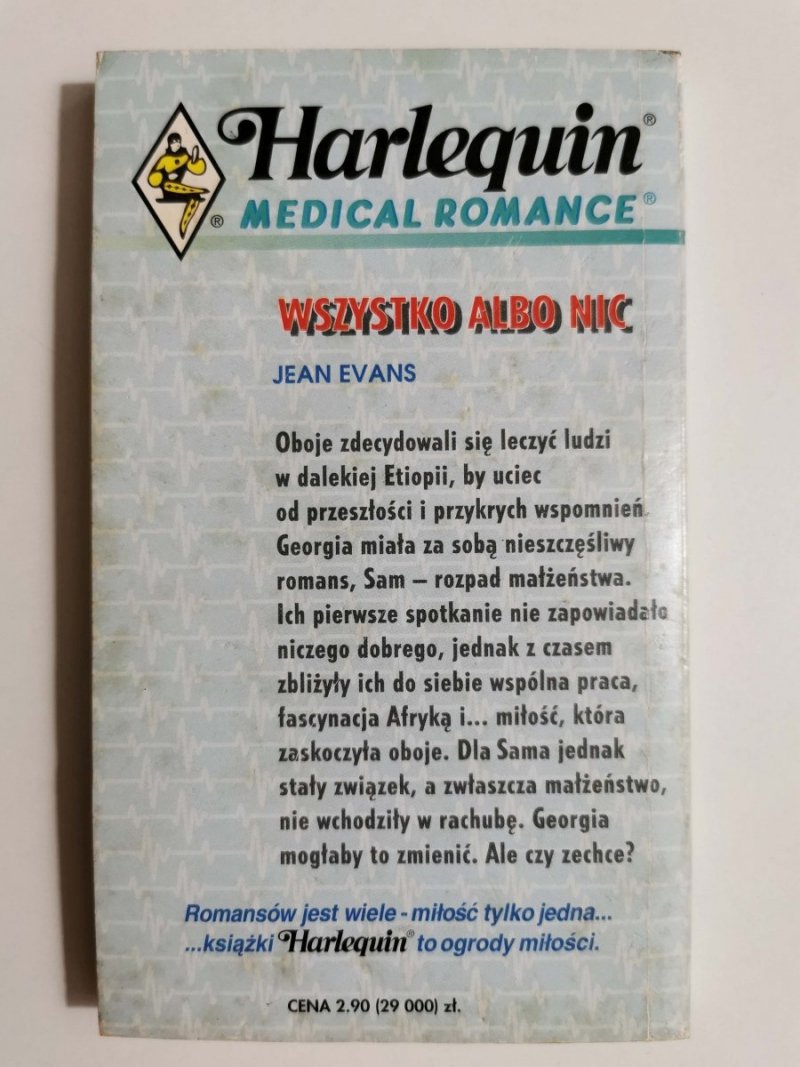 Harlequin®
® MEDICAL ROMANCE®
WSZYSTKO ALBO NIC
JEAN EVANS
Oboje zdecydowali się leczyć ludzi
w dalekiej Etiopii, by uciec
od przeszłości i przykrych wspomnień.
Georgia miała za sobą nieszczęśliwy
romans, Sam – rozpad małżeństwa.
Ich pierwsze spotkanie nie zapowiadało
niczego dobrego, jednak z czasem
zbliżyły ich do siebie wspólna praca,
fascynacja Afryką i... miłość, która
zaskoczyła oboje. Dla Sama jednak
stały związek, a zwłaszcza małżeństwo,
nie wchodziły w rachubę. Georgia
mogłaby to zmienić. Ale czy zechce?
Romansów jest wiele - miłość tylko jedna...
...książki Harlequin® to ogrody miłości.
CENA 2.90 (29 000) zł.